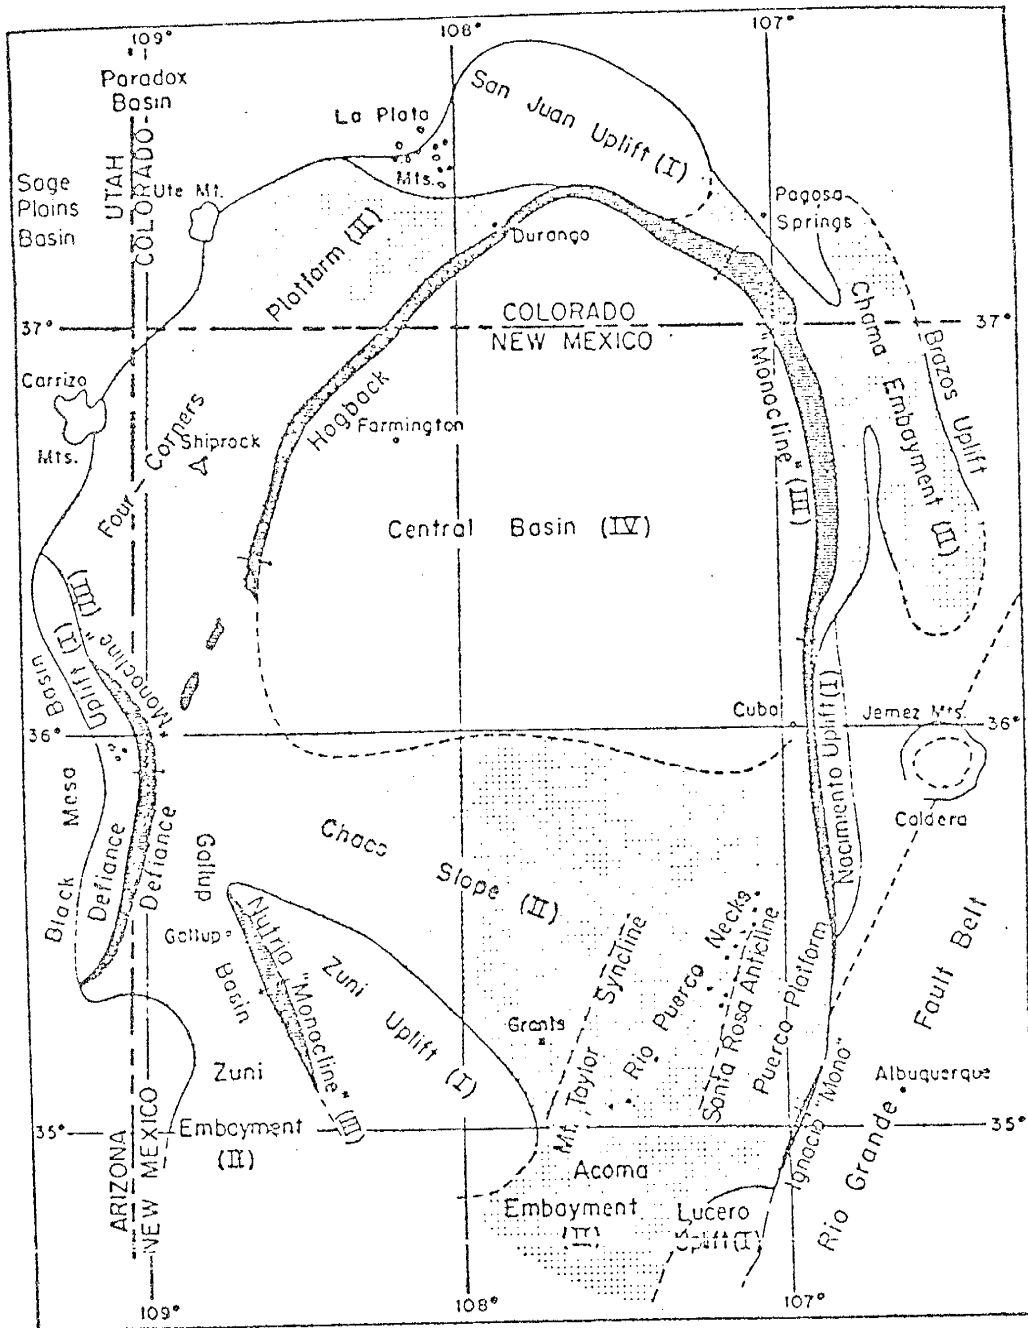 109°
108°
107°
Paradox
Basin
UTAH
COLORADO
Sage
Plains
Basin
Ute Mt.
La Plata
Mts.
San Juan Uplift (I)
Pagosa
Springs
Durango
Platform (II)
37°
COLORADO
NEW MEXICO
37°
Chama Embayment (II)
Brazos Uplift
Carrizo
Mts.
Four Corners
Shiprock
Hogback
Farmington
"Monocline" (III)
Central Basin (IV)
Black Mesa Basin
Defiance Uplift (I)
Defiance "Monocline" (III)
36°
Cuba
Nacimiento Uplift (I)
Jemez Mts.
36°
Caldera
Chaco Slope (II)
Gallup Basin
Gallup
Nutria "Monocline" (III)
Zuni Uplift (I)
Grants
Mt. Taylor Syncline
Rio Puerco Necks
Santa Rosa Anticline
Puerco Platform
Ignacio "Mono"
Rio Grande Fault Belt
Albuquerque
35°
Zuni
Embayment
(II)
35°
Acoma
Embayment
(II)
Lucero
Uplift (I)
ARIZONA
NEW MEXICO
109°
108°
107°